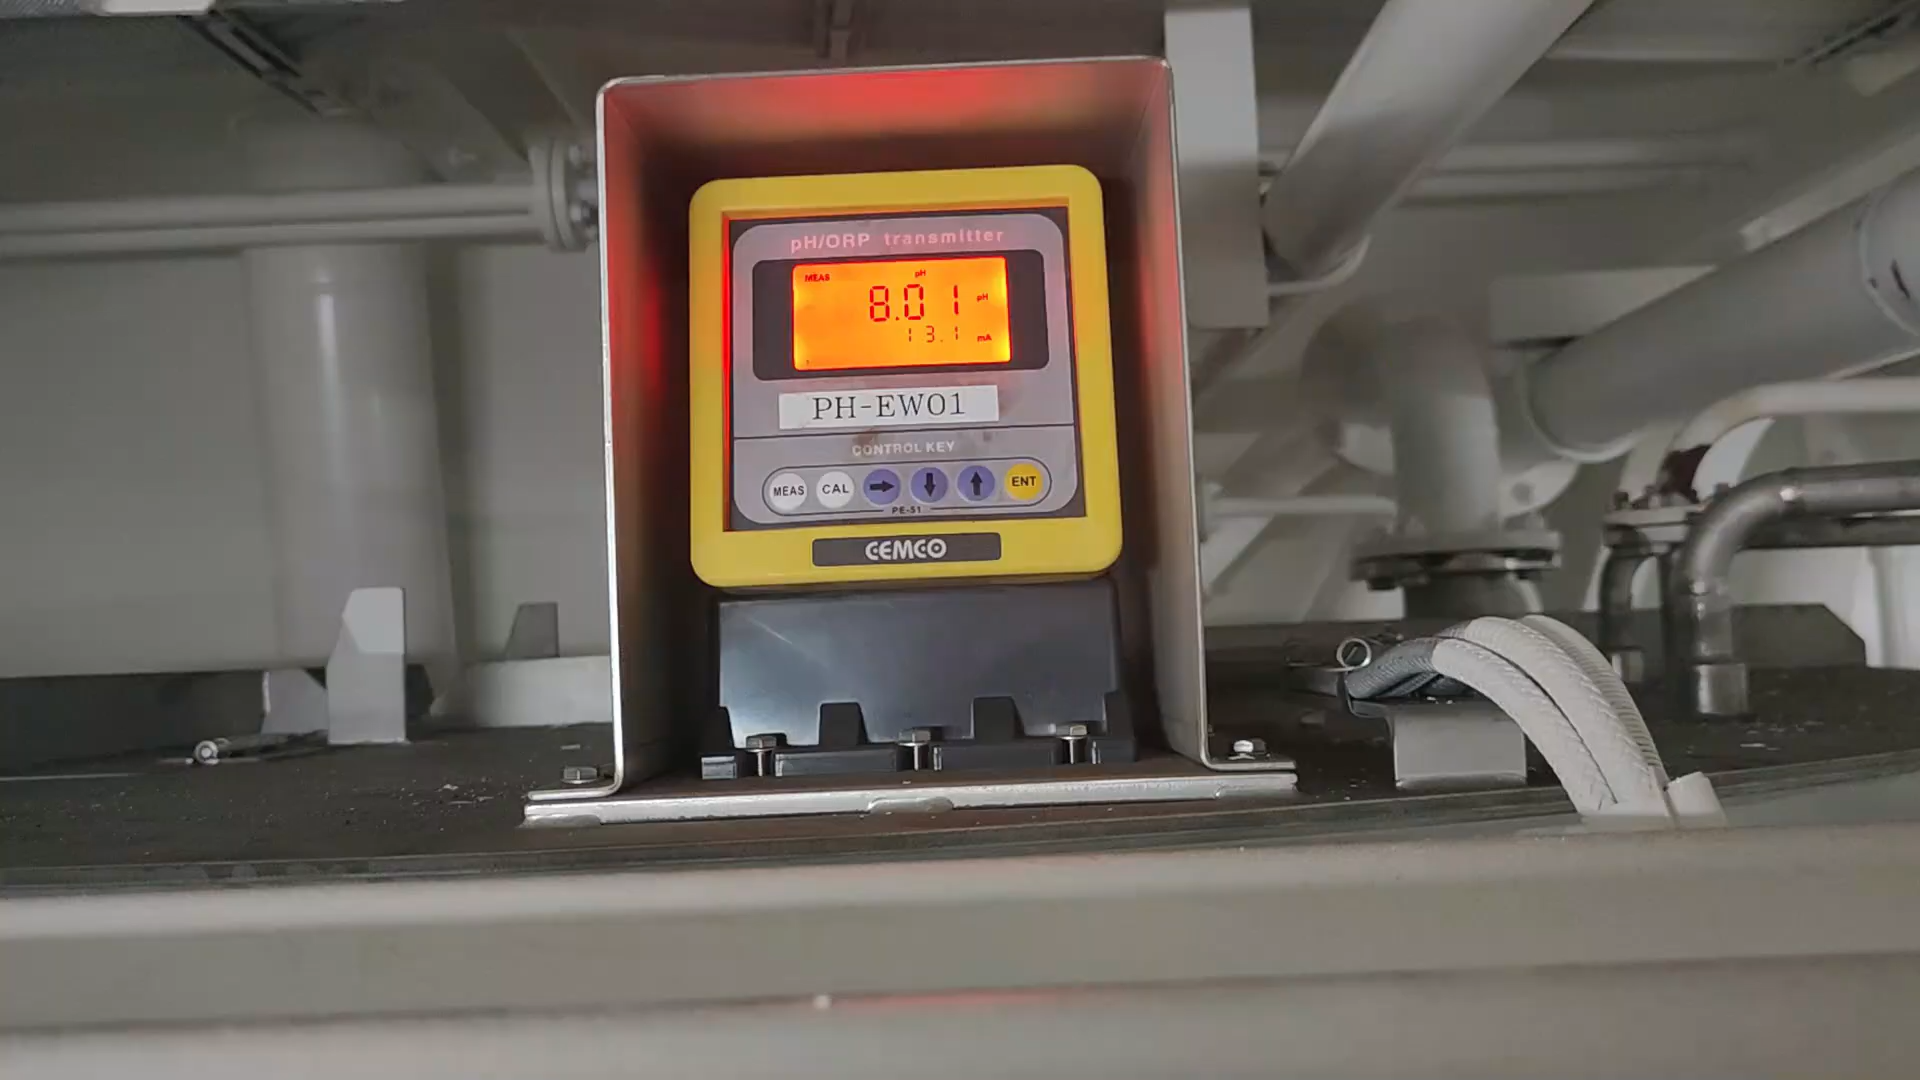 pH/ORP transmitter
MEAS pH
8.01 pH
13.1 mA
PH-EW01
CONTROL KEY
MEAS CAL ENT
PE-51
GEMCO